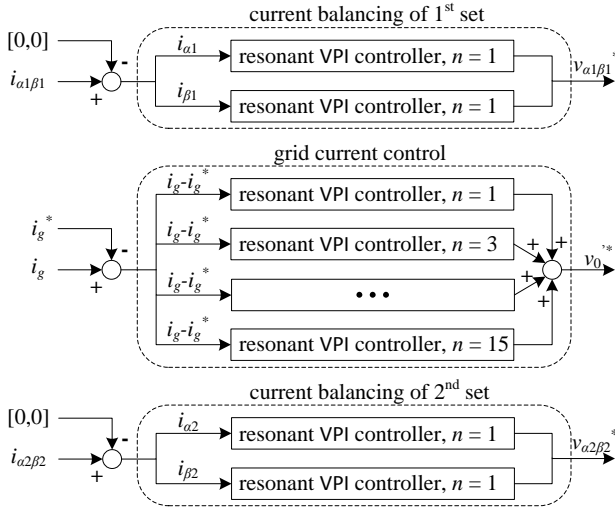 current balancing of 1st set
[0,0]
-
iα1β1
+
iα1
resonant VPI controller, n = 1
iβ1
resonant VPI controller, n = 1
vα1β1'*
grid current control
ig*
-
ig
+
ig-ig*
resonant VPI controller, n = 1
ig-ig*
resonant VPI controller, n = 3
ig-ig*
•••
ig-ig*
resonant VPI controller, n = 15
+
+
+
+
v0'*
current balancing of 2nd set
[0,0]
-
iα2β2
+
iα2
resonant VPI controller, n = 1
iβ2
resonant VPI controller, n = 1
vα2β2*